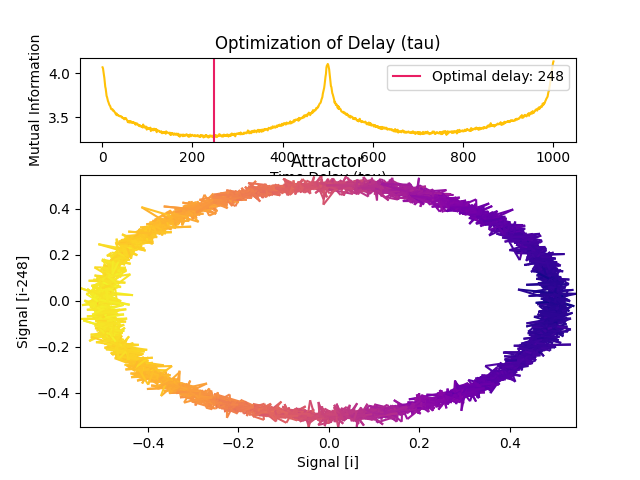 Optimization of Delay (tau)
Mutual Information
4.0
3.5
Optimal delay: 248
0 200 400 600 800 1000
Time Delay (tau)
Attractor
Signal [i-248]
0.4
0.2
0.0
−0.2
−0.4
−0.4 −0.2 0.0 0.2 0.4
Signal [i]